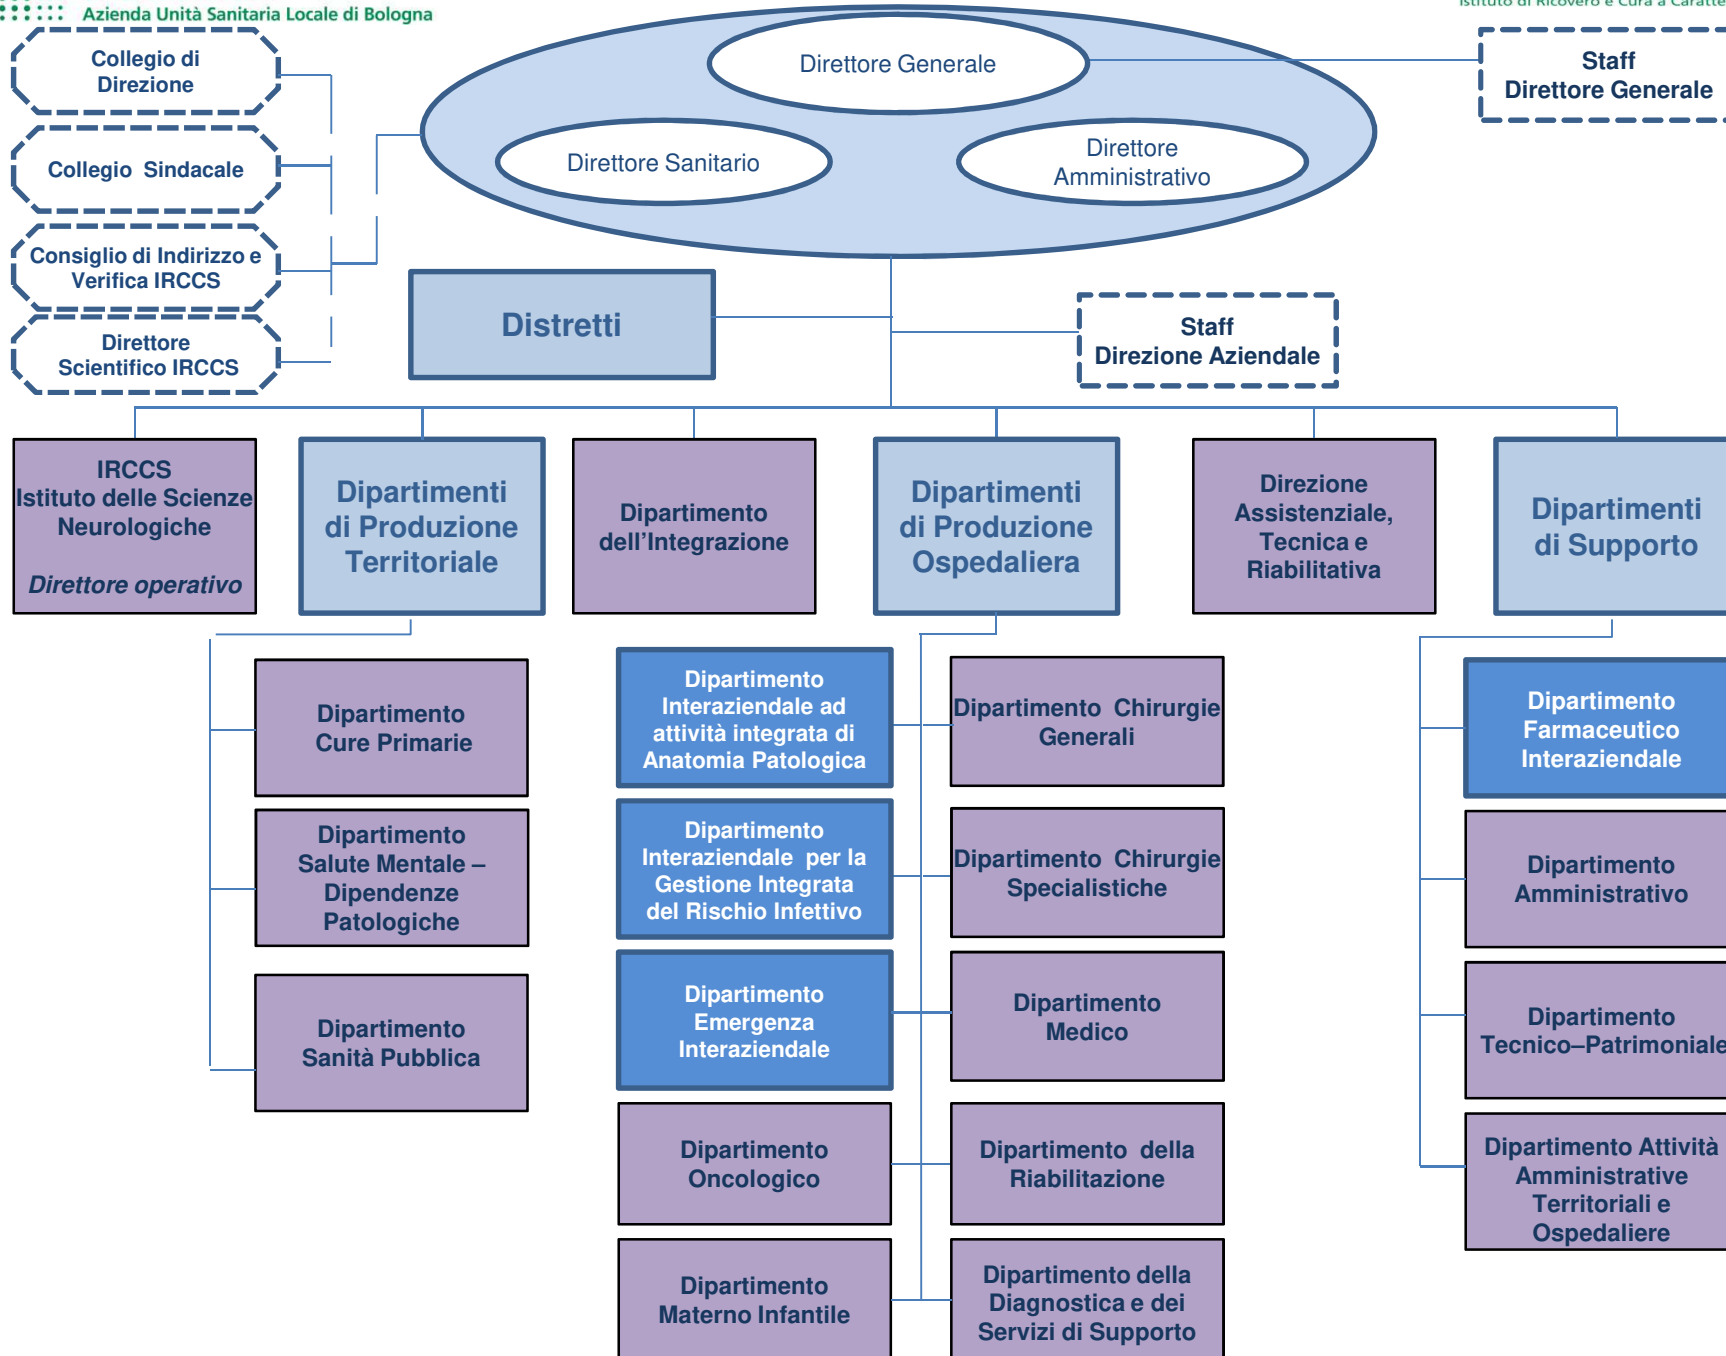 Azienda Unità Sanitaria Locale di Bologna
Istituto di Ricovero e Cura a Caratte
Collegio di
Direzione
Collegio Sindacale
Consiglio di Indirizzo e
Verifica IRCCS
Direttore
Scientifico IRCCS
Direttore Generale
Direttore Sanitario
Direttore
Amministrativo
Staff
Direttore Generale
Distretti
Staff
Direzione Aziendale
IRCCS
Istituto delle Scienze
Neurologiche
Direttore operativo
Dipartimenti
di Produzione
Territoriale
Dipartimento
dell’Integrazione
Dipartimenti
di Produzione
Ospedaliera
Direzione
Assistenziale,
Tecnica e
Riabilitativa
Dipartimenti
di Supporto
Dipartimento
Cure Primarie
Dipartimento
Salute Mentale –
Dipendenze
Patologiche
Dipartimento
Sanità Pubblica
Dipartimento
Interaziendale ad
attività integrata di
Anatomia Patologica
Dipartimento
Interaziendale per la
Gestione Integrata
del Rischio Infettivo
Dipartimento
Emergenza
Interaziendale
Dipartimento
Oncologico
Dipartimento
Materno Infantile
Dipartimento Chirurgie
Generali
Dipartimento Chirurgie
Specialistiche
Dipartimento
Medico
Dipartimento della
Riabilitazione
Dipartimento della
Diagnostica e dei
Servizi di Supporto
Dipartimento
Farmaceutico
Interaziendale
Dipartimento
Amministrativo
Dipartimento
Tecnico–Patrimoniale
Dipartimento Attività
Amministrative
Territoriali e
Ospedaliere